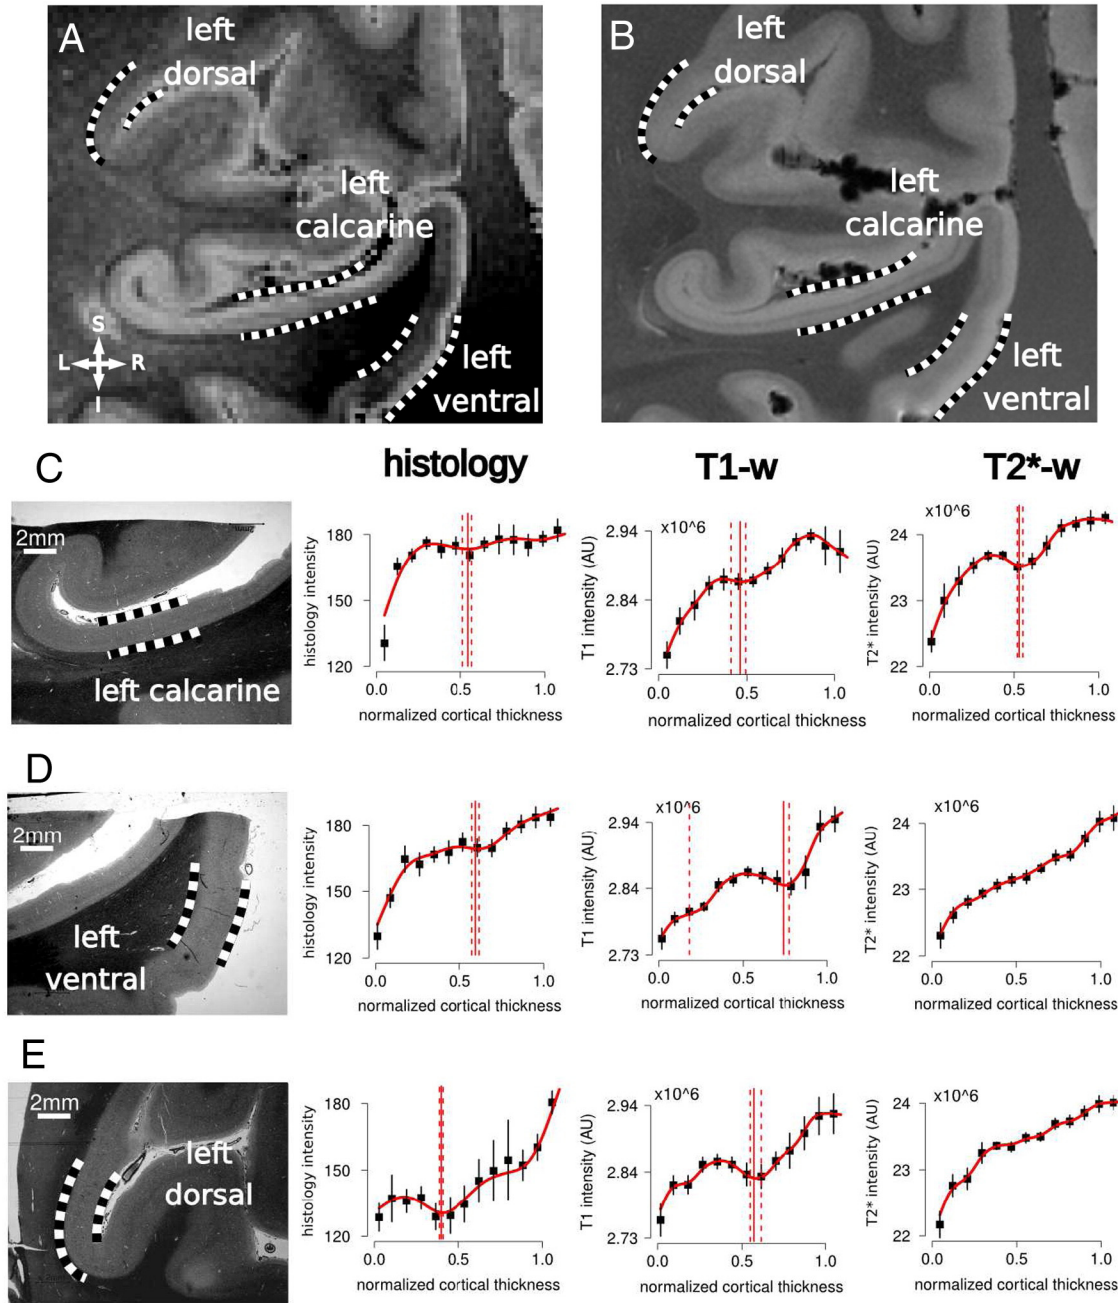 A
left
dorsal
left
calcarine
S
L R
I
left
ventral
B
left
dorsal
left
calcarine
left
ventral
C
histology
T1-w
T2*-w
2mm
left calcarine
histology intensity
180
150
120
0.0 0.5 1.0
normalized cortical thickness
x10^6
T1 intensity (AU)
2.94
2.84
2.73
0.0 0.5 1.0
normalized cortical thickness
x10^6
T2* intensity (AU)
24
23
22
0.0 0.5 1.0
normalized cortical thickness
D
2mm
left
ventral
histology intensity
180
150
120
0.0 0.5 1.0
normalized cortical thickness
x10^6
T1 intensity (AU)
2.94
2.84
2.73
0.0 0.5 1.0
normalized cortical thickness
x10^6
T2* intensity (AU)
24
23
22
0.0 0.5 1.0
normalized cortical thickness
E
2mm
left
dorsal
histology intensity
180
150
120
0.0 0.5 1.0
normalized cortical thickness
x10^6
T1 intensity (AU)
2.94
2.84
2.73
0.0 0.5 1.0
normalized cortical thickness
x10^6
T2* intensity (AU)
24
23
22
0.0 0.5 1.0
normalized cortical thickness